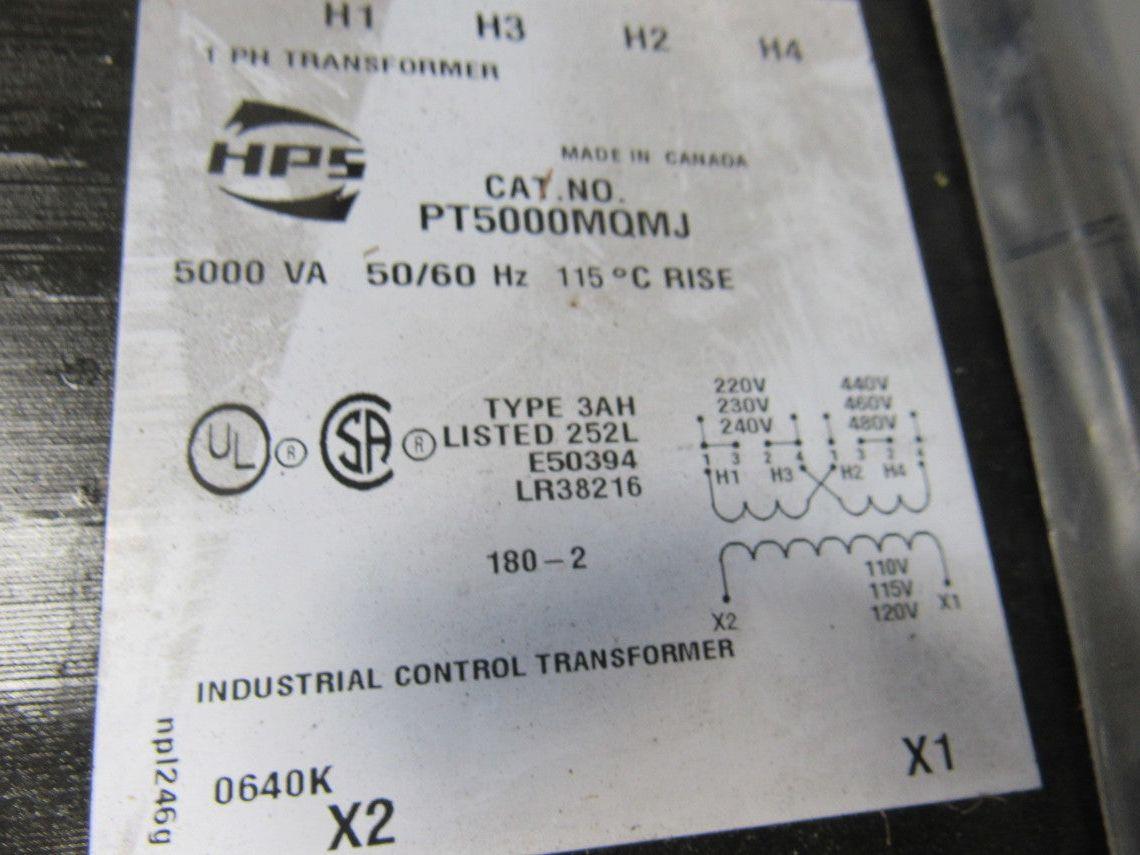 H1 H3 H2 H4
1 PH TRANSFORMER
HPS
MADE IN CANADA
CAT.NO.
PT5000MQMJ
5000 VA 50/60 Hz 115 °C RISE
UL ® SA ®
TYPE 3AH
LISTED 252L
E50394
LR38216
220V 440V
230V 460V
240V 480V
1 3 2 4 1 3 2 4
H1 H3 H2 H4
180-2
110V
115V
120V
X2 X1
INDUSTRIAL CONTROL TRANSFORMER
npl246g
0640K
X2 X1